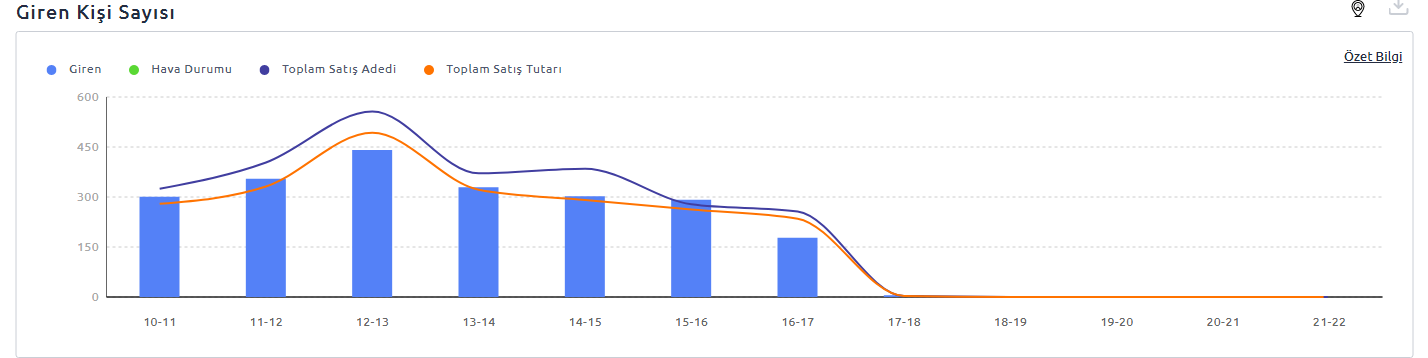 Giren Kişi Sayısı
Özet Bilgi
Giren Hava Durumu Toplam Satış Adedi Toplam Satış Tutarı
600
450
300
150
0
10-11 11-12 12-13 13-14 14-15 15-16 16-17 17-18 18-19 19-20 20-21 21-22